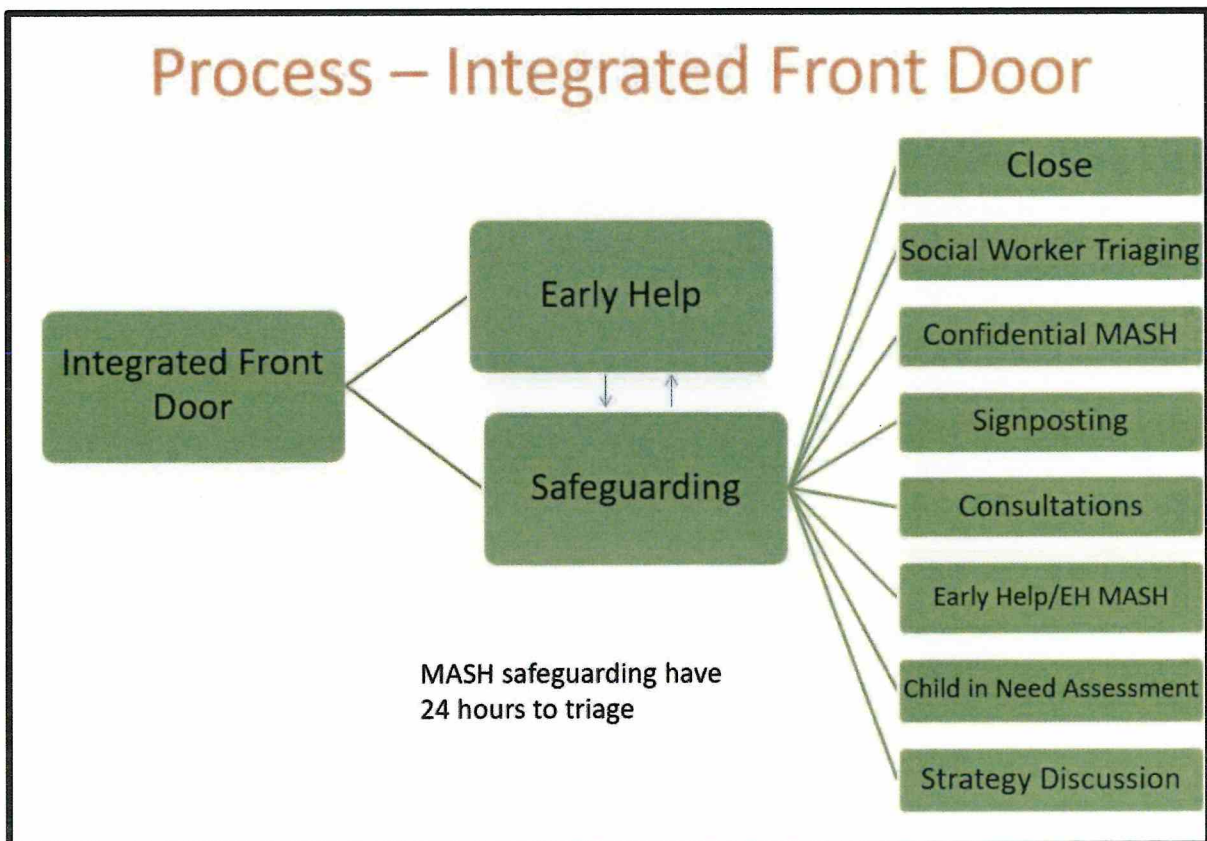 Process – Integrated Front Door
Integrated Front
Door
Early Help
Safeguarding
MASH safeguarding have
24 hours to triage
Close
Social Worker Triaging
Confidential MASH
Signposting
Consultations
Early Help/EH MASH
Child in Need Assessment
Strategy Discussion